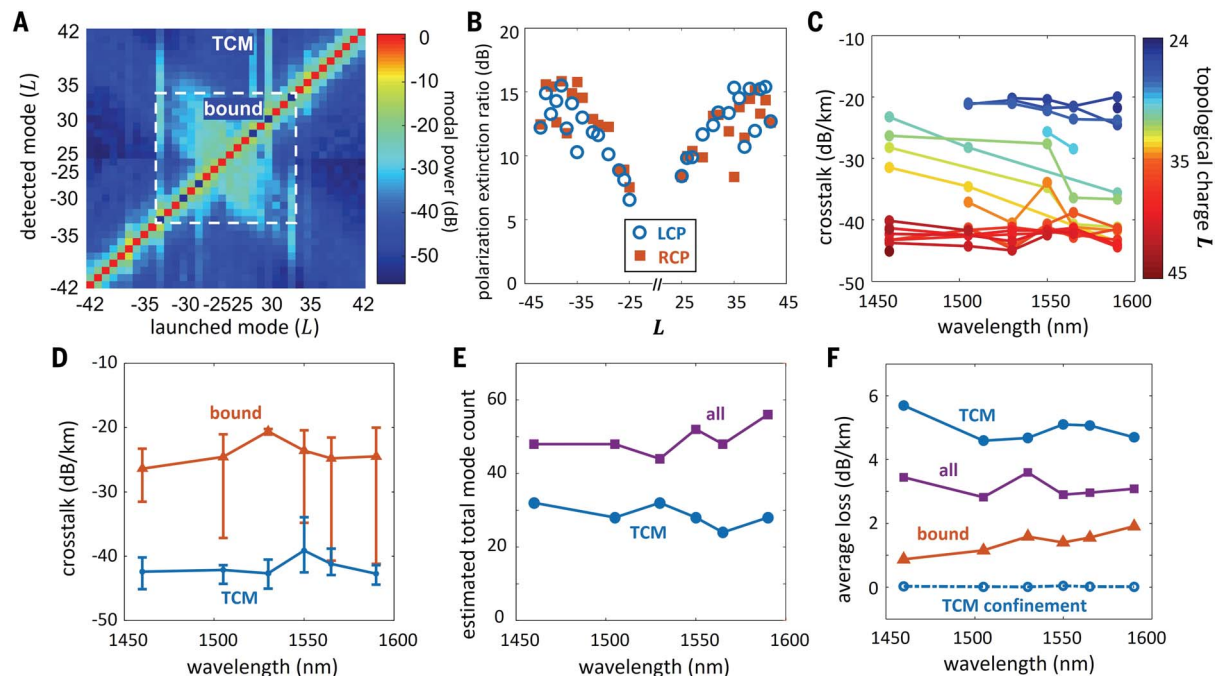 A
TCM
bound
42
35
30
25
-25
-30
-35
-42
detected mode (L)
-42
-35
-30
-25
25
30
35
42
launched mode (L)
0
-10
-20
-30
-40
-50
modal power (dB)
B
20
15
10
5
0
polarization extinction ratio (dB)
LCP
RCP
-45
-35
-25
//
25
35
45
L
C
-10
-20
-30
-40
-50
crosstalk (dB/km)
1450
1500
1550
1600
wavelength (nm)
24
35
45
topological charge L
D
-10
-20
-30
-40
-50
crosstalk (dB/km)
bound
TCM
1450
1500
1550
1600
wavelength (nm)
E
60
40
20
0
estimated total mode count
all
TCM
1450
1500
1550
1600
wavelength (nm)
F
6
4
2
0
average loss (dB/km)
TCM
all
bound
TCM confinement
1450
1500
1550
1600
wavelength (nm)